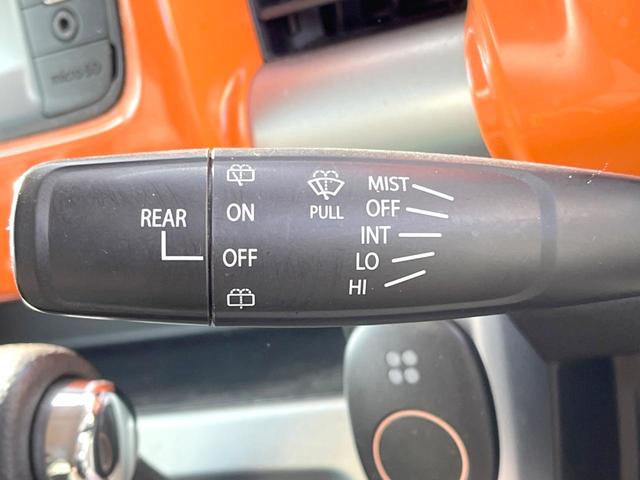 micro SD
REAR
ON
OFF
PULL
MIST
OFF
INT
LO
HI